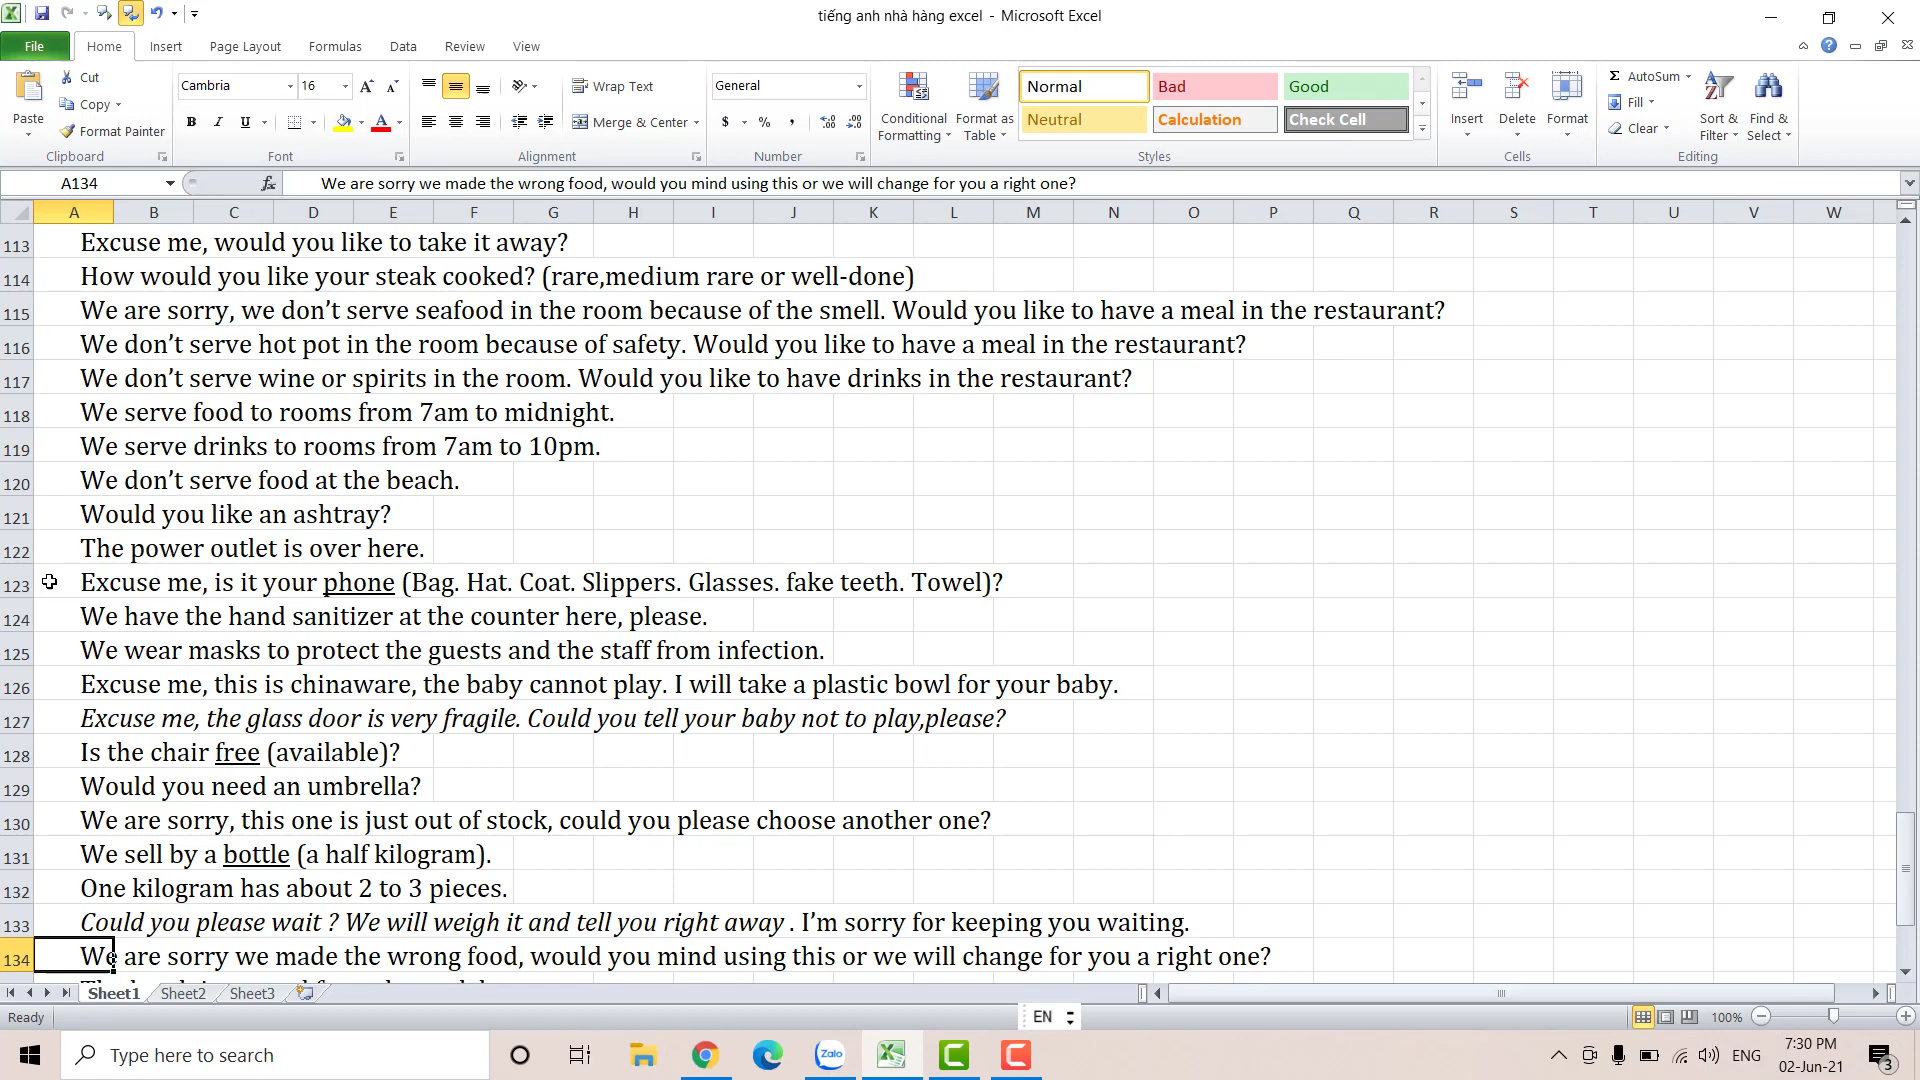 tiếng anh nhà hàng excel - Microsoft Excel
File Home Insert Page Layout Formulas Data Review View
Paste
Cut
Copy
Format Painter
Clipboard
Cambria 16
B I U
Font
Wrap Text
Merge & Center
Alignment
General
$ % ,
Number
Conditional Formatting
Format as Table
Normal Bad Good
Neutral Calculation Check Cell
Styles
Insert Delete Format
Cells
AutoSum
Fill
Clear
Sort & Filter
Find & Select
Editing
A134 fx We are sorry we made the wrong food, would you mind using this or we will change for you a right one?
A B C D E F G H I J K L M N O P Q R S T U V W
113 Excuse me, would you like to take it away?
114 How would you like your steak cooked? (rare,medium rare or well-done)
115 We are sorry, we don’t serve seafood in the room because of the smell. Would you like to have a meal in the restaurant?
116 We don’t serve hot pot in the room because of safety. Would you like to have a meal in the restaurant?
117 We don’t serve wine or spirits in the room. Would you like to have drinks in the restaurant?
118 We serve food to rooms from 7am to midnight.
119 We serve drinks to rooms from 7am to 10pm.
120 We don’t serve food at the beach.
121 Would you like an ashtray?
122 The power outlet is over here.
123 Excuse me, is it your phone (Bag. Hat. Coat. Slippers. Glasses. fake teeth. Towel)?
124 We have the hand sanitizer at the counter here, please.
125 We wear masks to protect the guests and the staff from infection.
126 Excuse me, this is chinaware, the baby cannot play. I will take a plastic bowl for your baby.
127 Excuse me, the glass door is very fragile. Could you tell your baby not to play,please?
128 Is the chair free (available)?
129 Would you need an umbrella?
130 We are sorry, this one is just out of stock, could you please choose another one?
131 We sell by a bottle (a half kilogram).
132 One kilogram has about 2 to 3 pieces.
133 Could you please wait ? We will weigh it and tell you right away . I’m sorry for keeping you waiting.
134 We are sorry we made the wrong food, would you mind using this or we will change for you a right one?
Sheet1 Sheet2 Sheet3
Ready EN 100%
Type here to search
Zalo
ENG
7:30 PM
02-Jun-21
3